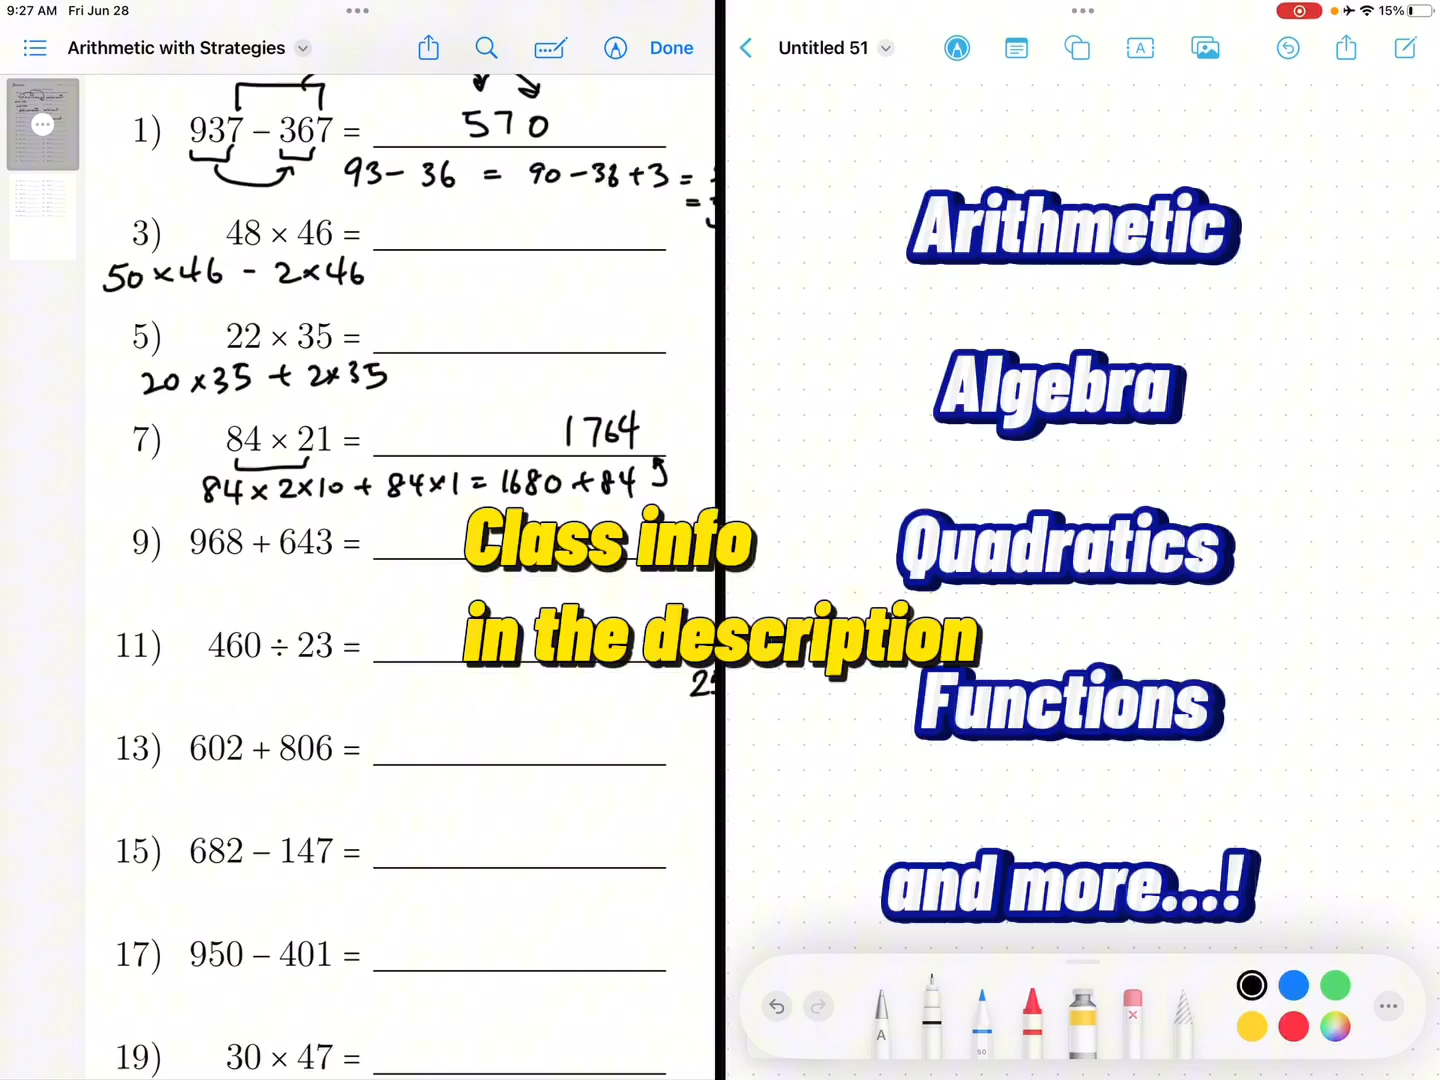 9:27 AM Fri Jun 28
15%
Arithmetic with Strategies
Done
Untitled 51
1) 937 − 367 = 570
93 − 36 = 90 − 36 + 3 =
=
3) 48 × 46 =
50 × 46 - 2 × 46
5) 22 × 35 =
20 × 35 + 2 × 35
7) 84 × 21 = 1764
84 × 2 × 10 + 84 × 1 = 1680 + 84
9) 968 + 643 =
11) 460 ÷ 23 =
13) 602 + 806 =
15) 682 − 147 =
17) 950 − 401 =
19) 30 × 47 =
Class info
in the description
Arithmetic
Algebra
Quadratics
Functions
and more...!
A
A
50